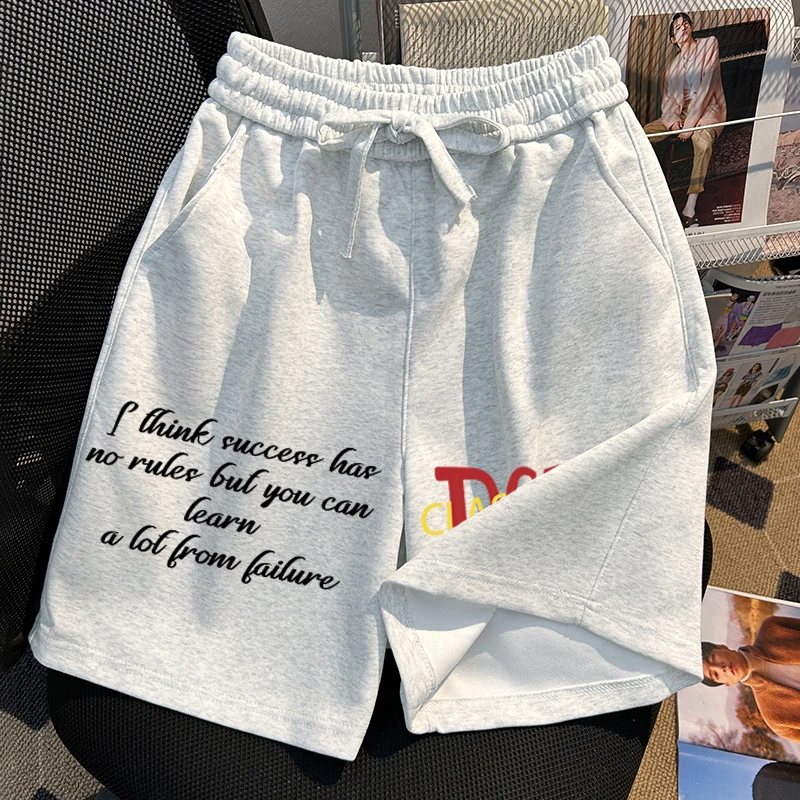 I think success has
no rules but you can
learn
a lot from failure